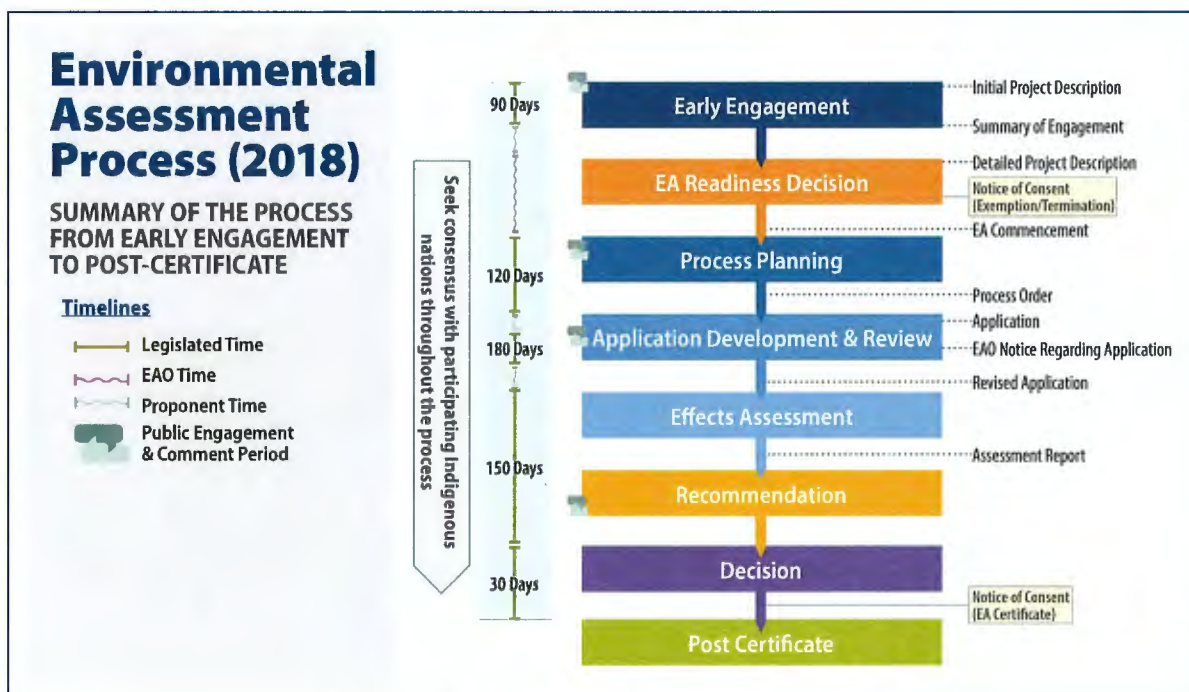 Environmental
Assessment
Process (2018)
SUMMARY OF THE PROCESS
FROM EARLY ENGAGEMENT
TO POST-CERTIFICATE
Timelines
Legislated Time
EAO Time
Proponent Time
Public Engagement
& Comment Period
Seek consensus with participating Indigenous
nations throughout the process
90 Days
120 Days
180 Days
150 Days
30 Days
Early Engagement
EA Readiness Decision
Process Planning
Application Development & Review
Effects Assessment
Recommendation
Decision
Post Certificate
Initial Project Description
Summary of Engagement
Detailed Project Description
Notice of Consent
(Exemption/Termination)
EA Commencement
Process Order
Application
EAO Notice Regarding Application
Revised Application
Assessment Report
Notice of Consent
(EA Certificate)